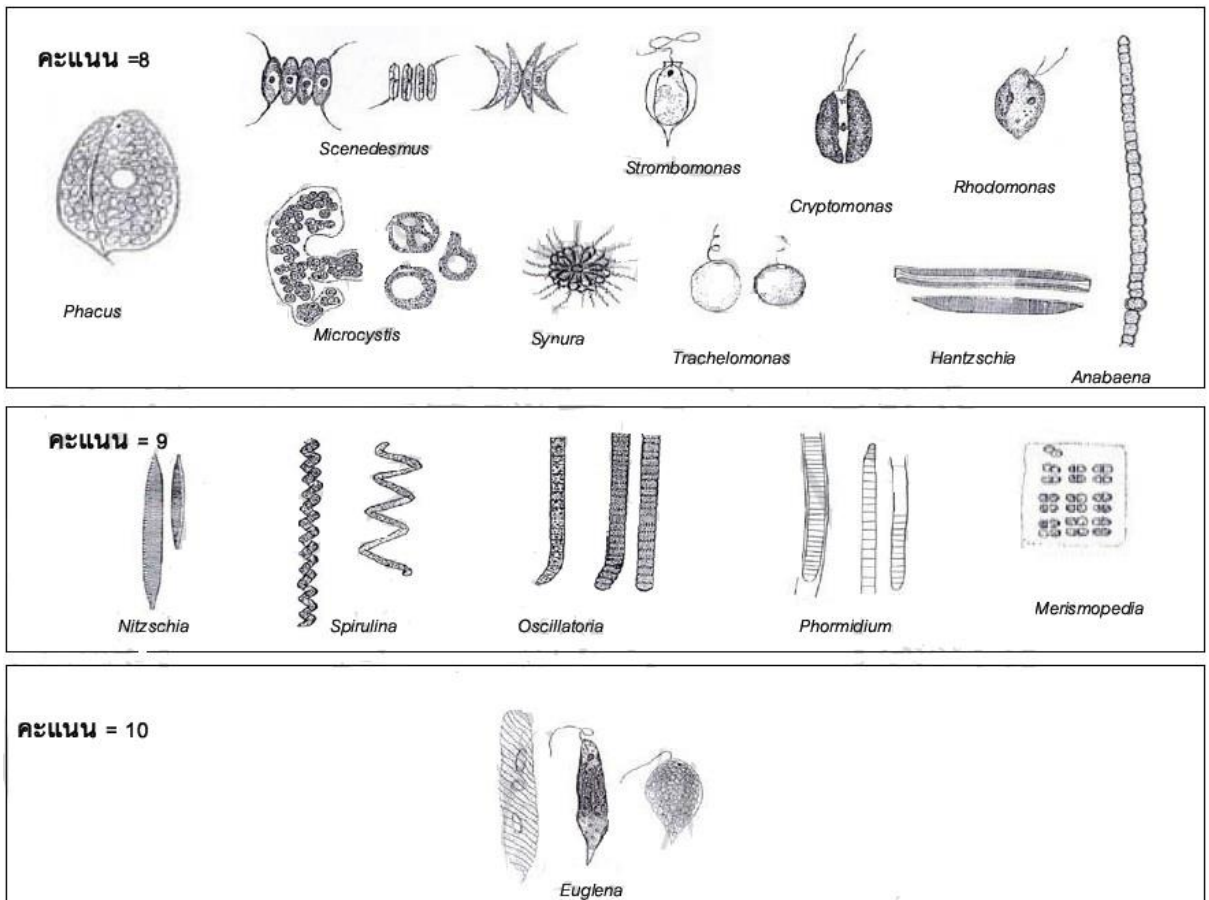 คะแนน =8
Scenedesmus
Strombomonas
Cryptomonas
Rhodomonas
Phacus
Microcystis
Synura
Trachelomonas
Hantzschia
Anabaena
คะแนน = 9
Nitzschia
Spirulina
Oscillatoria
Phormidium
Merismopedia
คะแนน = 10
Euglena